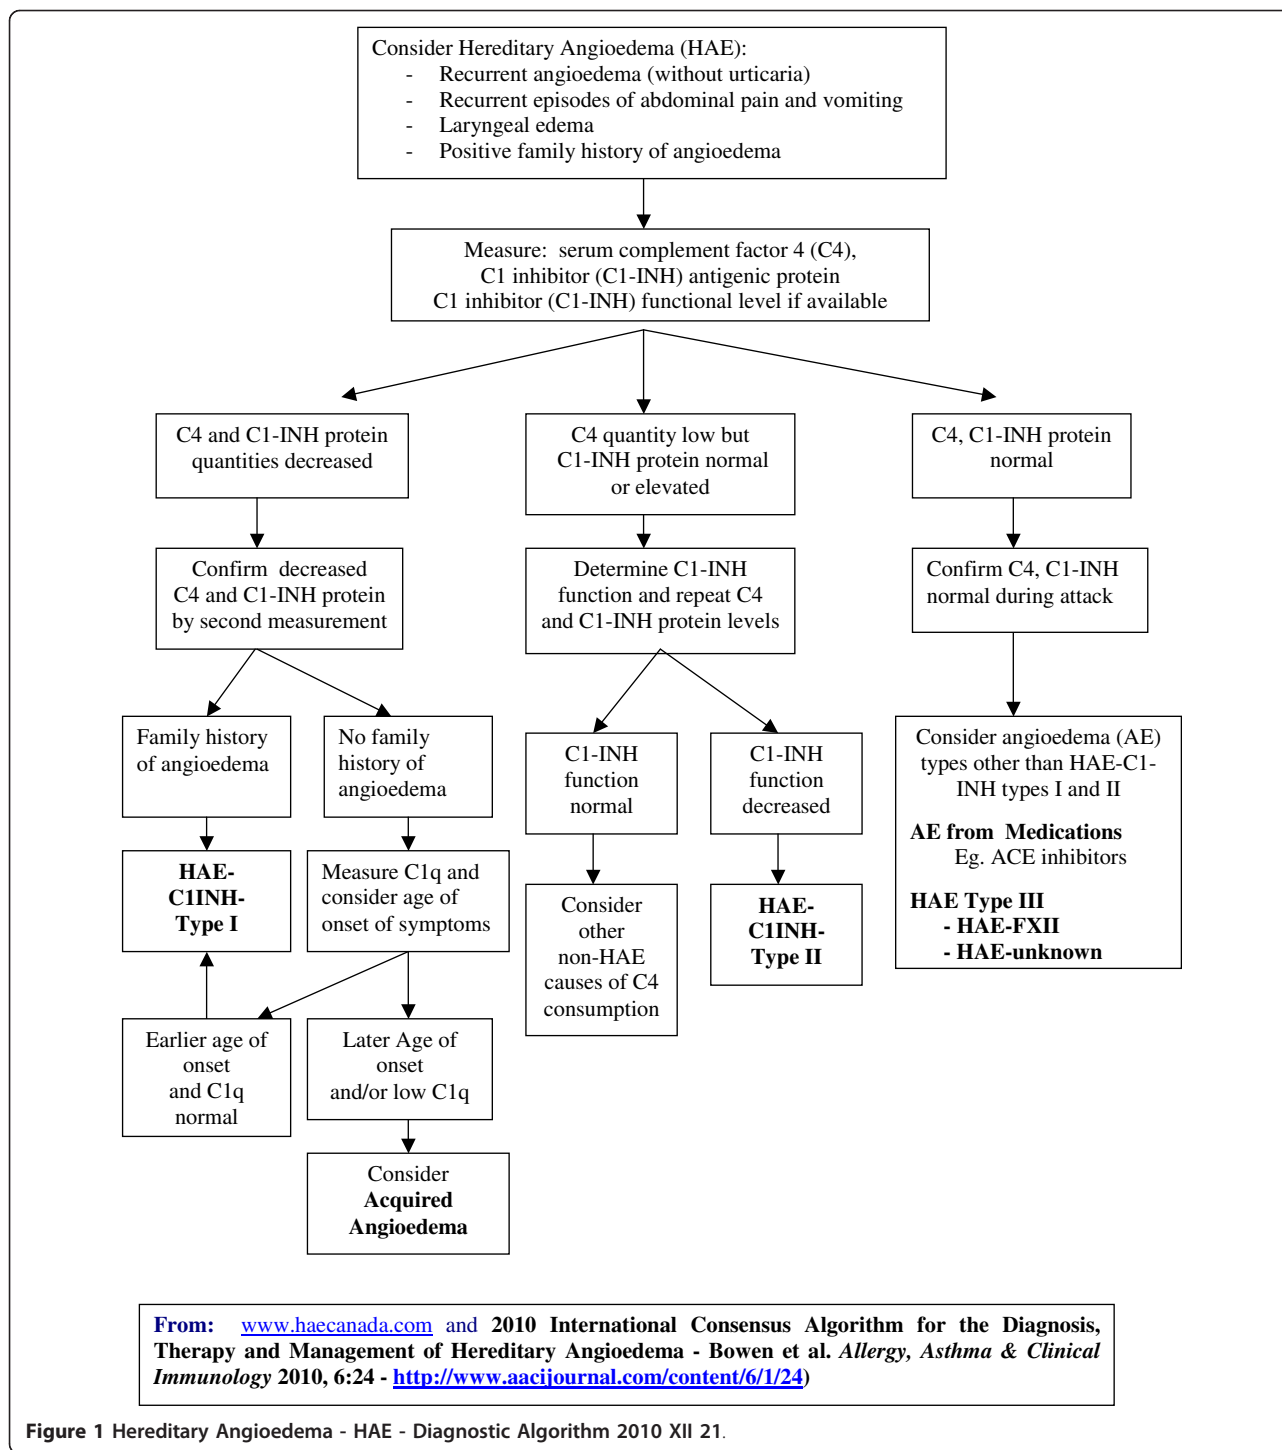 Consider Hereditary Angioedema (HAE):
- Recurrent angioedema (without urticaria)
- Recurrent episodes of abdominal pain and vomiting
- Laryngeal edema
- Positive family history of angioedema
Measure: serum complement factor 4 (C4),
C1 inhibitor (C1-INH) antigenic protein
C1 inhibitor (C1-INH) functional level if available
C4 and C1-INH protein
quantities decreased
C4 quantity low but
C1-INH protein normal
or elevated
C4, C1-INH protein
normal
Confirm decreased
C4 and C1-INH protein
by second measurement
Determine C1-INH
function and repeat C4
and C1-INH protein levels
Confirm C4, C1-INH
normal during attack
Family history
of angioedema
No family
history of
angioedema
C1-INH
function
normal
C1-INH
function
decreased
Consider angioedema (AE)
types other than HAE-C1-
INH types I and II
AE from Medications
Eg. ACE inhibitors
HAE Type III
- HAE-FXII
- HAE-unknown
HAE-
C1INH-
Type I
Measure C1q and
consider age of
onset of symptoms
Consider
other
non-HAE
causes of C4
consumption
HAE-
C1INH-
Type II
Earlier age of
onset
and C1q
normal
Later Age of
onset
and/or low C1q
Consider
Acquired
Angioedema
From: www.haecanada.com and 2010 International Consensus Algorithm for the Diagnosis,
Therapy and Management of Hereditary Angioedema - Bowen et al. Allergy, Asthma & Clinical
Immunology 2010, 6:24 - http://www.aacijournal.com/content/6/1/24)
Figure 1 Hereditary Angioedema - HAE - Diagnostic Algorithm 2010 XII 21.